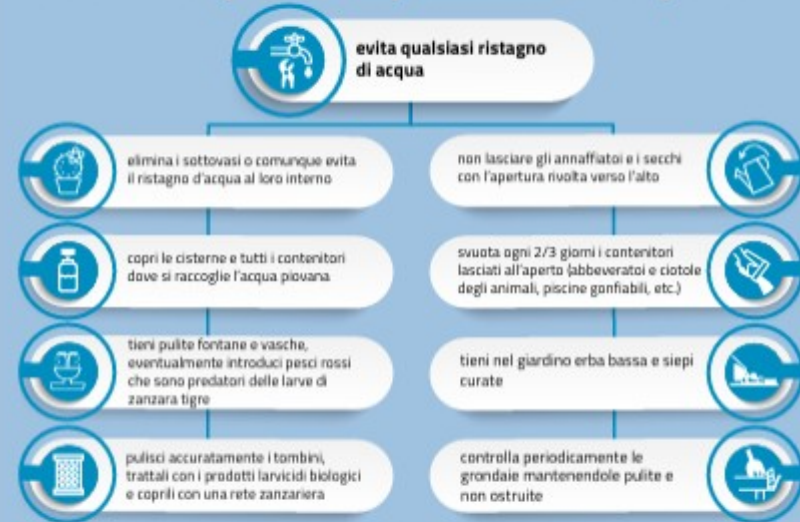 evita qualsiasi ristagno
di acqua
elimina i sottovasi o comunque evita
il ristagno d'acqua al loro interno
copri le cisterne e tutti i contenitori
dove si raccoglie l'acqua piovana
tieni pulite fontane e vasche,
eventualmente introduci pesci rossi
che sono predatori delle larve di
zanzara tigre
pulisci accuratamente i tombini,
trattali con i prodotti larvicidi biologici
e coprili con una rete zanzariera
non lasciare gli annaffiatoi e i secchi
con l'apertura rivolta verso l'alto
svuota ogni 2/3 giorni i contenitori
lasciati all'aperto (abbeveratoi e ciotole
degli animali, piscine gonfiabili, etc.)
tieni nel giardino erba bassa e siepi
curate
controlla periodicamente le
grondaie mantenendole pulite e
non ostruite